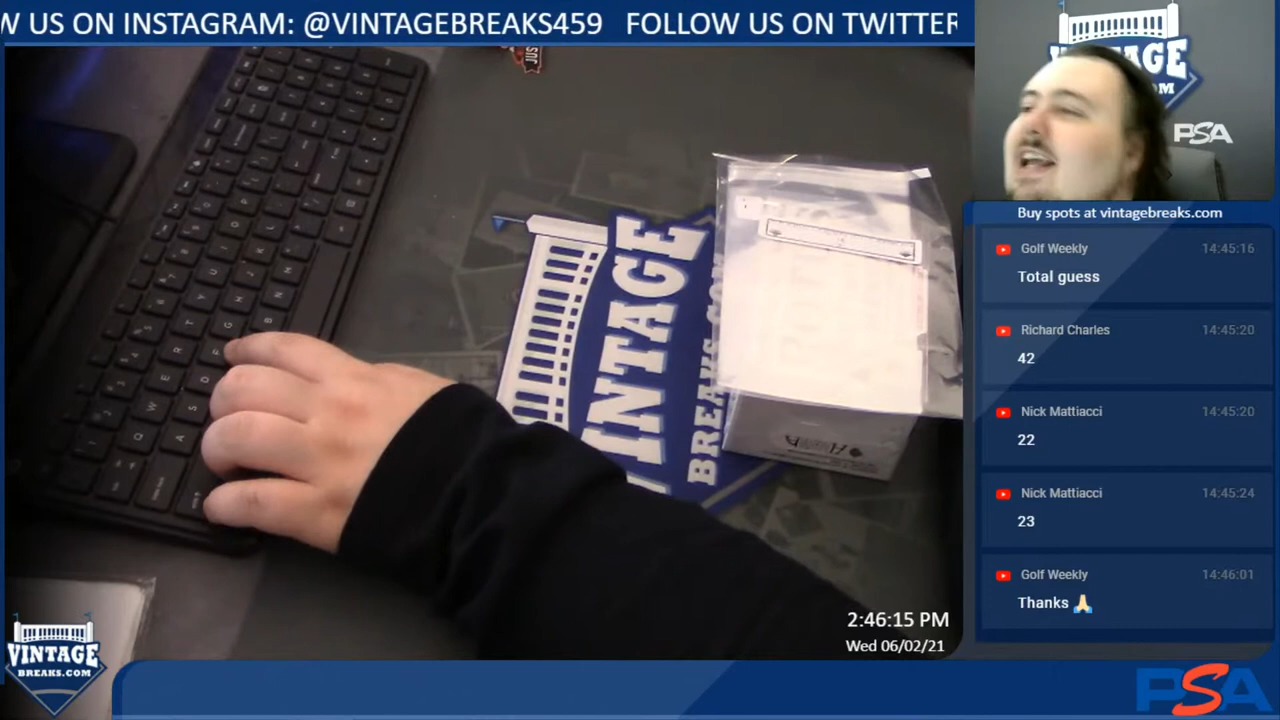 W US ON INSTAGRAM: @VINTAGEBREAKS459 FOLLOW US ON TWITTER
JUS
VINTAGE
BREAKS.COM
VINTAGE
OM
PSA
Buy spots at vintagebreaks.com
Golf Weekly 14:45:16
Total guess
Richard Charles 14:45:20
42
Nick Mattiacci 14:45:20
22
Nick Mattiacci 14:45:24
23
Golf Weekly 14:46:01
Thanks 🙏🏻
2:46:15 PM
Wed 06/02/21
VINTAGE
BREAKS.COM
PSA